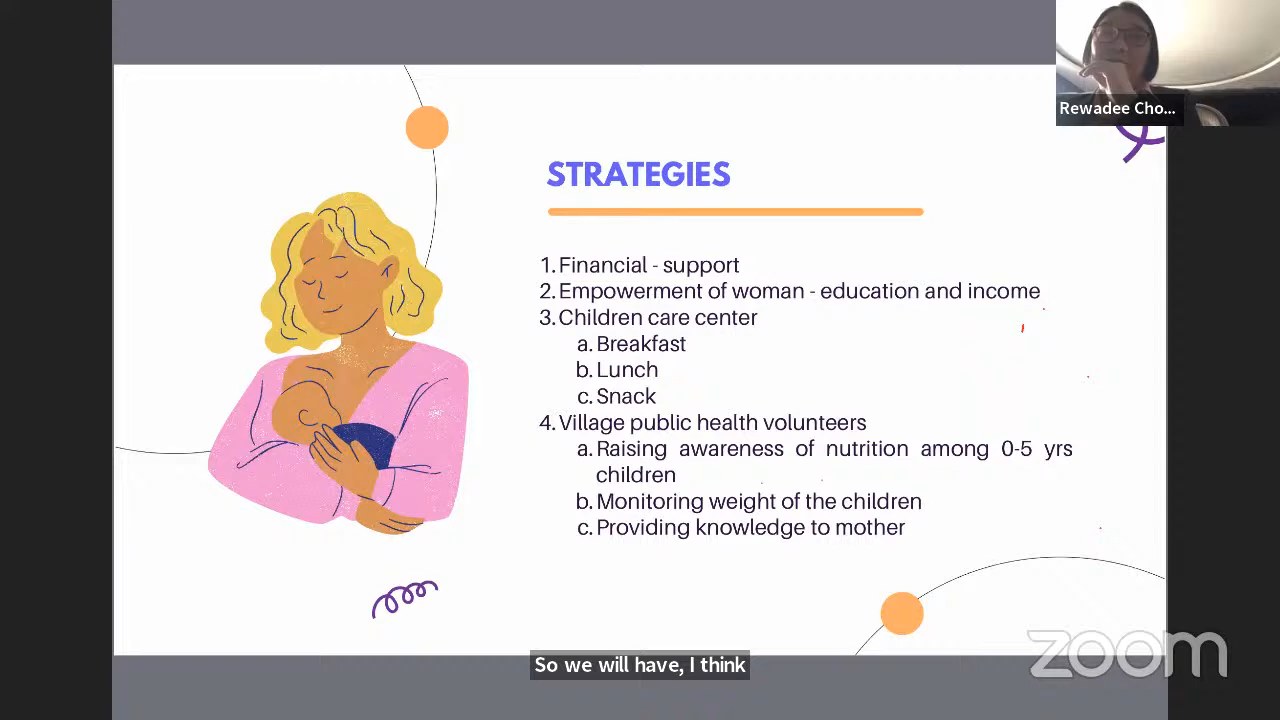 Rewadee Cho...
STRATEGIES
1. Financial - support
2. Empowerment of woman - education and income
3. Children care center
a. Breakfast
b. Lunch
c. Snack
4. Village public health volunteers
a. Raising awareness of nutrition among 0-5 yrs
children
b. Monitoring weight of the children
c. Providing knowledge to mother
zoom
So we will have, I think